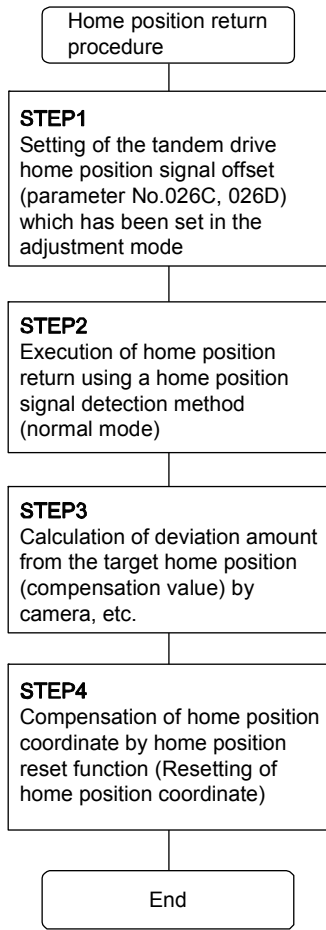 Home position return
procedure
STEP1
Setting of the tandem drive
home position signal offset
(parameter No.026C, 026D)
which has been set in the
adjustment mode
STEP2
Execution of home position
return using a home position
signal detection method
(normal mode)
STEP3
Calculation of deviation amount
from the target home position
(compensation value) by
camera, etc.
STEP4
Compensation of home position
coordinate by home position
reset function (Resetting of
home position coordinate)
End